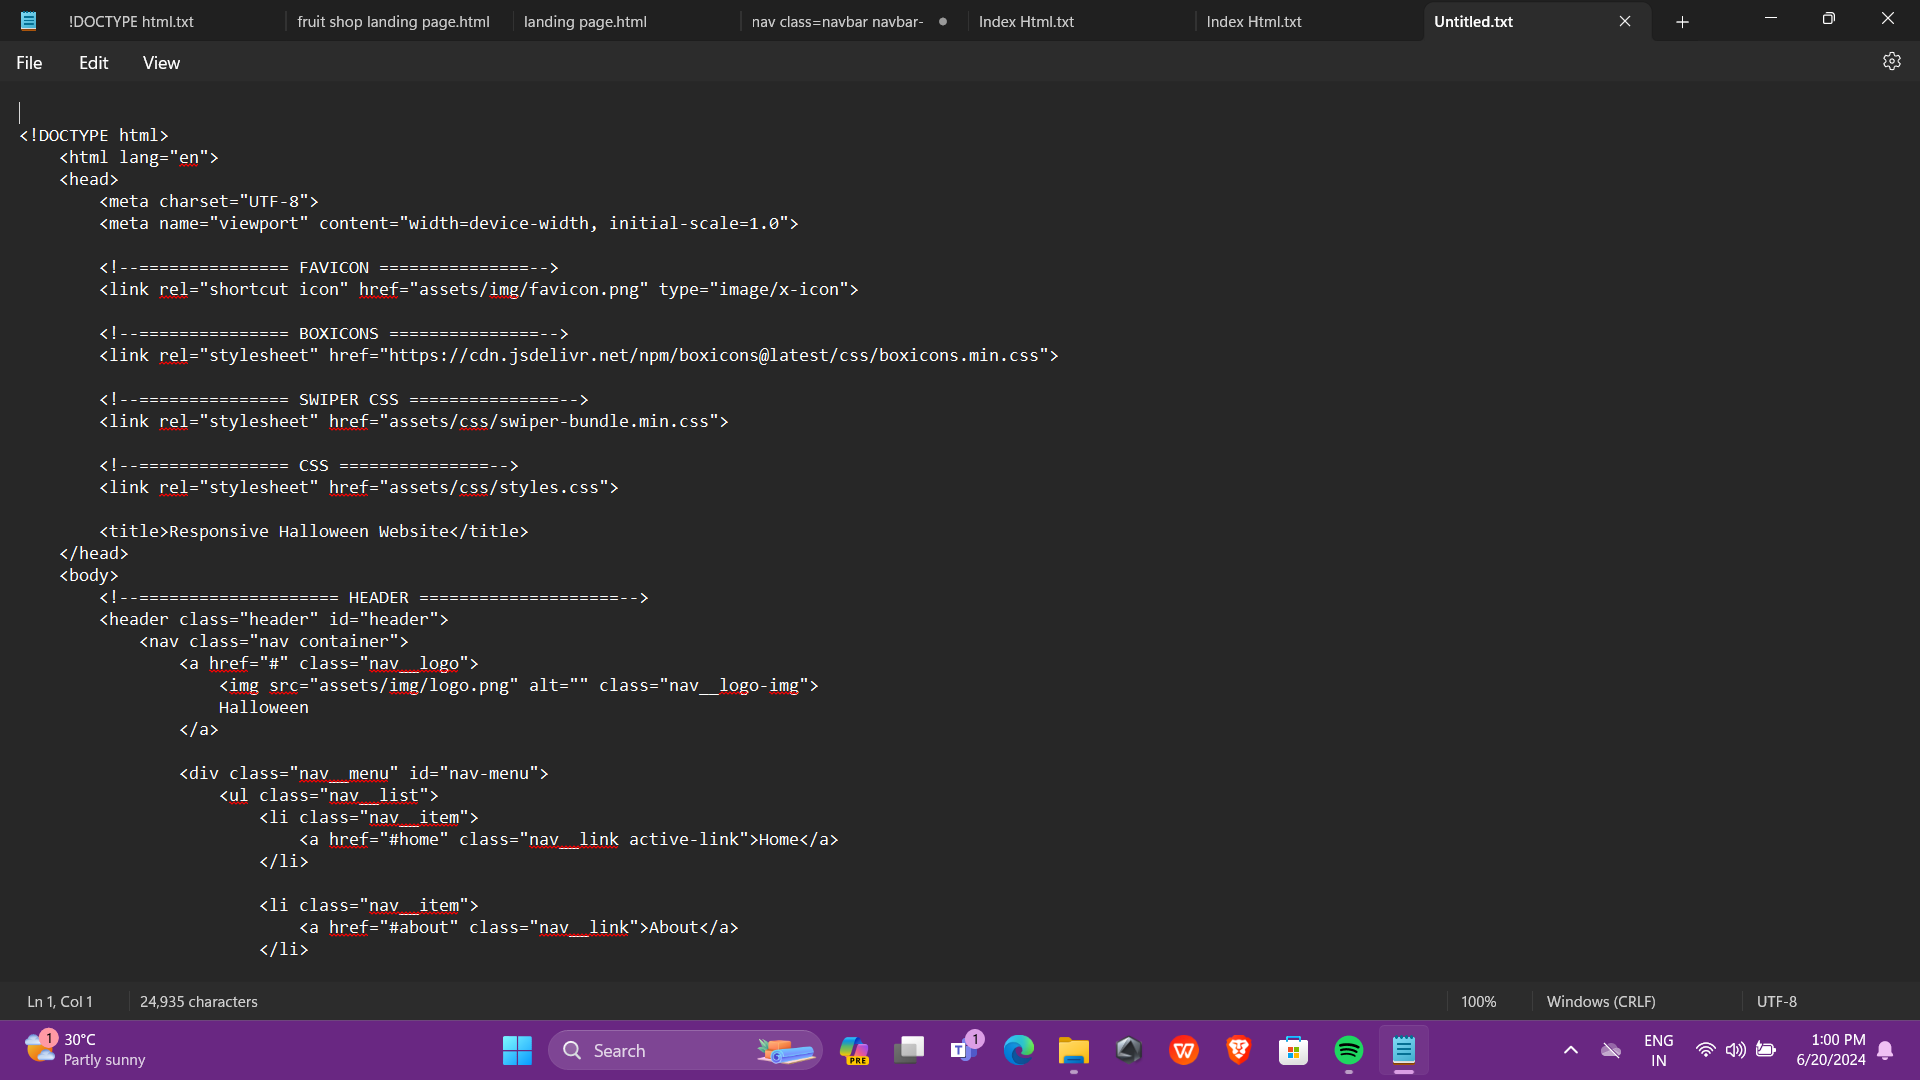 !DOCTYPE html.txt
fruit shop landing page.html
landing page.html
nav class=navbar navbar-
Index Html.txt
Index Html.txt
Untitled.txt
File Edit View
<!DOCTYPE html>
    <html lang="en">
    <head>
        <meta charset="UTF-8">
        <meta name="viewport" content="width=device-width, initial-scale=1.0">

        <!--=============== FAVICON ===============-->
        <link rel="shortcut icon" href="assets/img/favicon.png" type="image/x-icon">

        <!--=============== BOXICONS ===============-->
        <link rel="stylesheet" href="https://cdn.jsdelivr.net/npm/boxicons@latest/css/boxicons.min.css">

        <!--=============== SWIPER CSS ===============-->
        <link rel="stylesheet" href="assets/css/swiper-bundle.min.css">

        <!--=============== CSS ===============-->
        <link rel="stylesheet" href="assets/css/styles.css">

        <title>Responsive Halloween Website</title>
    </head>
    <body>
        <!--==================== HEADER ====================-->
        <header class="header" id="header">
            <nav class="nav container">
                <a href="#" class="nav__logo">
                    <img src="assets/img/logo.png" alt="" class="nav__logo-img">
                    Halloween
                </a>

                <div class="nav__menu" id="nav-menu">
                    <ul class="nav__list">
                        <li class="nav__item">
                            <a href="#home" class="nav__link active-link">Home</a>
                        </li>

                        <li class="nav__item">
                            <a href="#about" class="nav__link">About</a>
                        </li>
Ln 1, Col 1
24,935 characters
100%
Windows (CRLF)
UTF-8
1
30°C
Partly sunny
Search
PRE
T
1
W
ENG
IN
1:00 PM
6/20/2024